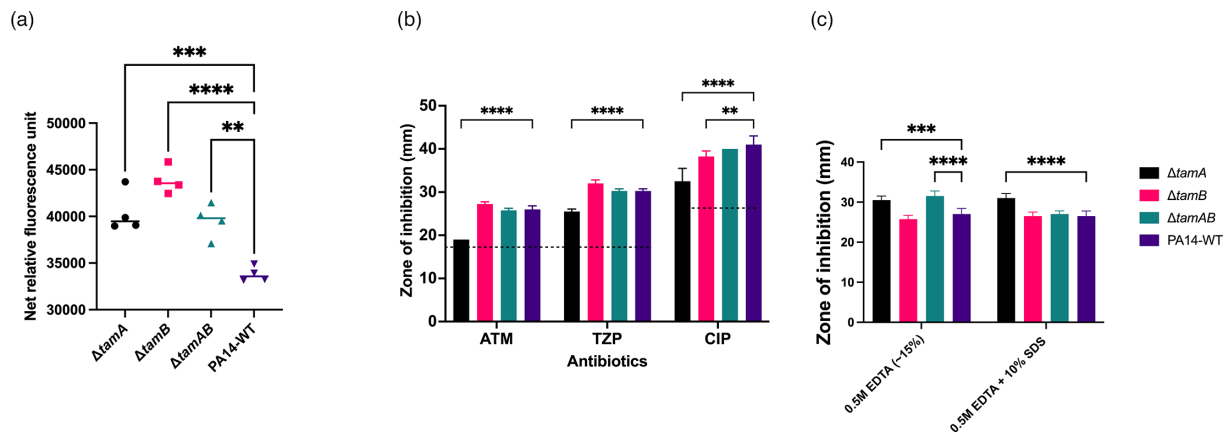 (a)
***
****
**
Net relative fluorescence unit
50000
45000
40000
35000
30000
ΔtamA
ΔtamB
ΔtamAB
PA14-WT
(b)
****
****
****
**
Zone of inhibition (mm)
50
40
30
20
10
0
ATM
TZP
CIP
Antibiotics
(c)
***
****
****
Zone of inhibition (mm)
40
30
20
10
0
0.5M EDTA (~15%)
0.5M EDTA + 10% SDS
ΔtamA
ΔtamB
ΔtamAB
PA14-WT